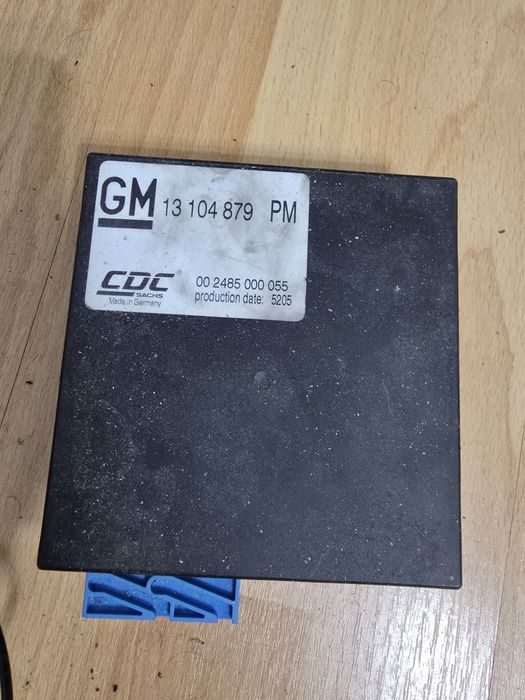 GM 13 104 879 PM
CDC 00 2485 000 055
SACHS production date: 5205
Made in Germany